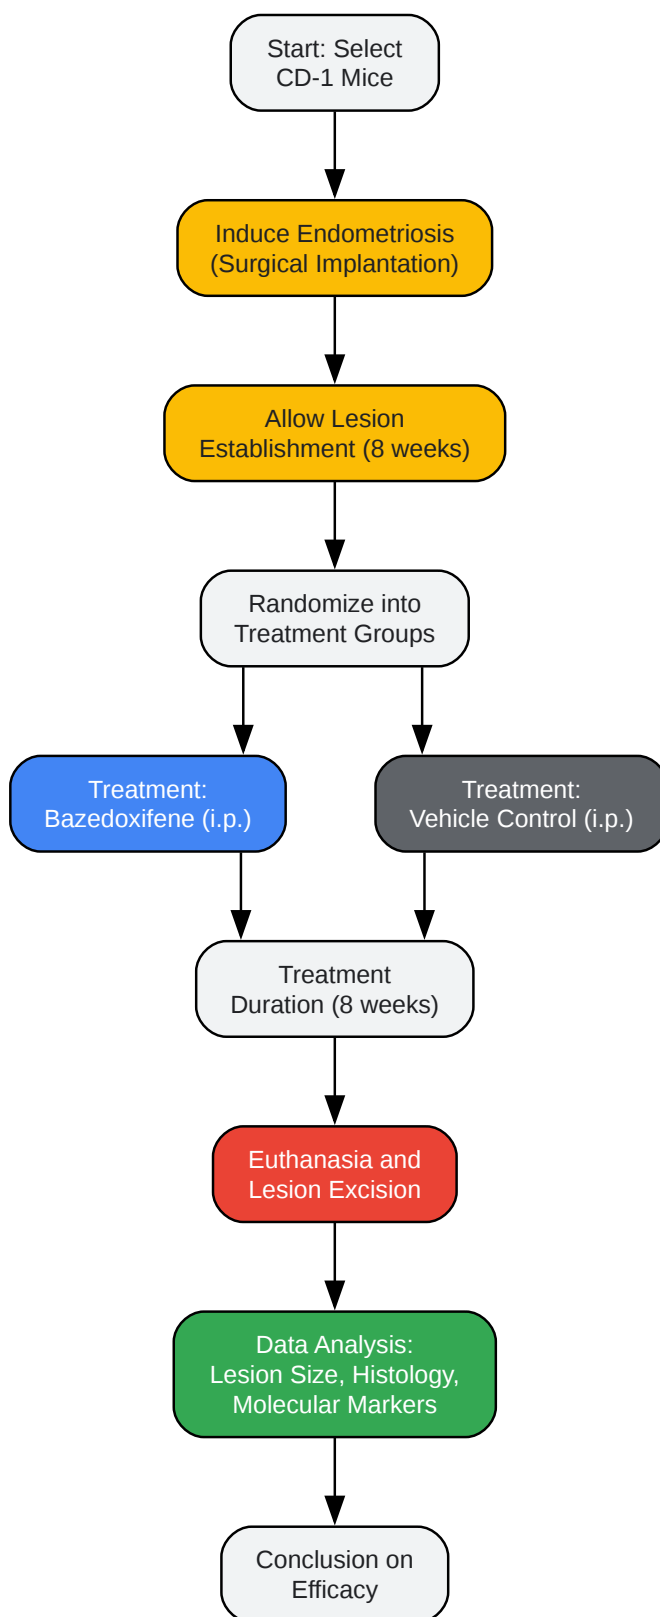 Start: Select
CD-1 Mice
Induce Endometriosis
(Surgical Implantation)
Allow Lesion
Establishment (8 weeks)
Randomize into
Treatment Groups
Treatment:
Bazedoxifene (i.p.)
Treatment:
Vehicle Control (i.p.)
Treatment
Duration (8 weeks)
Euthanasia and
Lesion Excision
Data Analysis:
Lesion Size, Histology,
Molecular Markers
Conclusion on
Efficacy